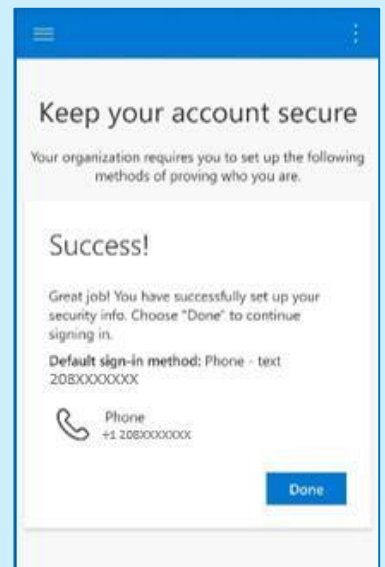 Keep your account secure
Your organization requires you to set up the following
methods of proving who you are.
Success!
Great job! You have successfully set up your
security info. Choose "Done" to continue
signing in.
Default sign-in method: Phone - text
208XXXXXXX
Phone
+1 208XXXXXXX
Done